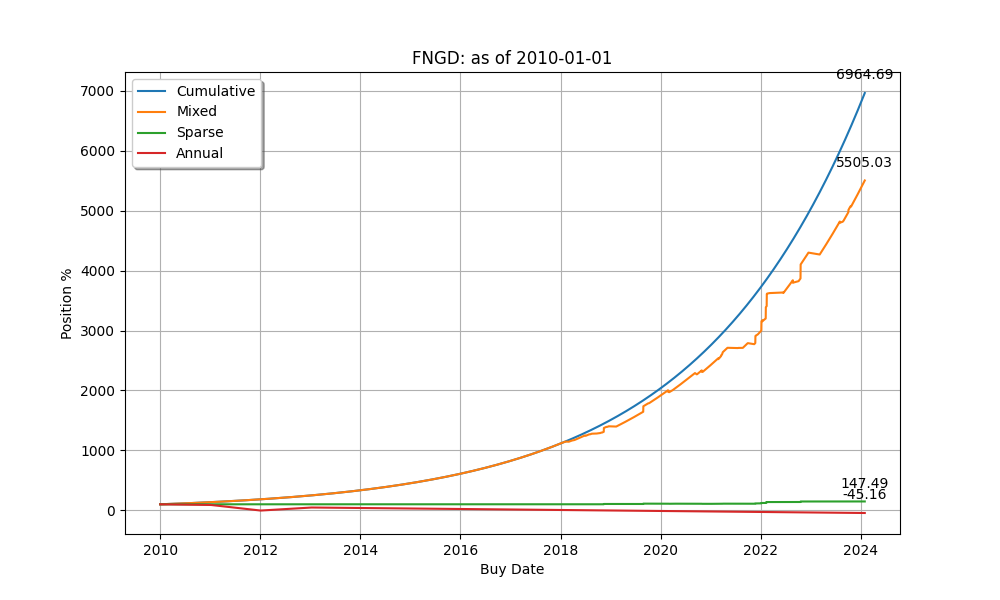 FNGD: as of 2010-01-01
6964.69
7000
Cumulative
Mixed
Sparse
Annual
6000
5505.03
5000
4000
3000
2000
1000
147.49
-45.16
0
Position %
2010 2012 2014 2016 2018 2020 2022 2024
Buy Date